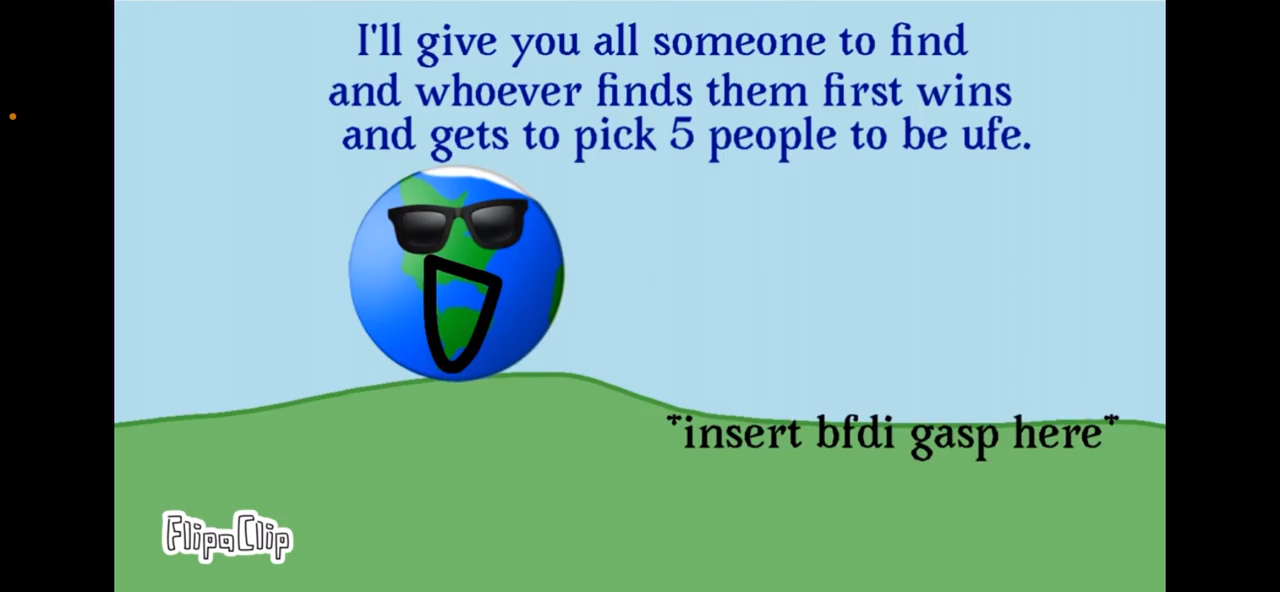 I'll give you all someone to find
and whoever finds them first wins
and gets to pick 5 people to be ufe.
*insert bfdi gasp here*
FlipaClip